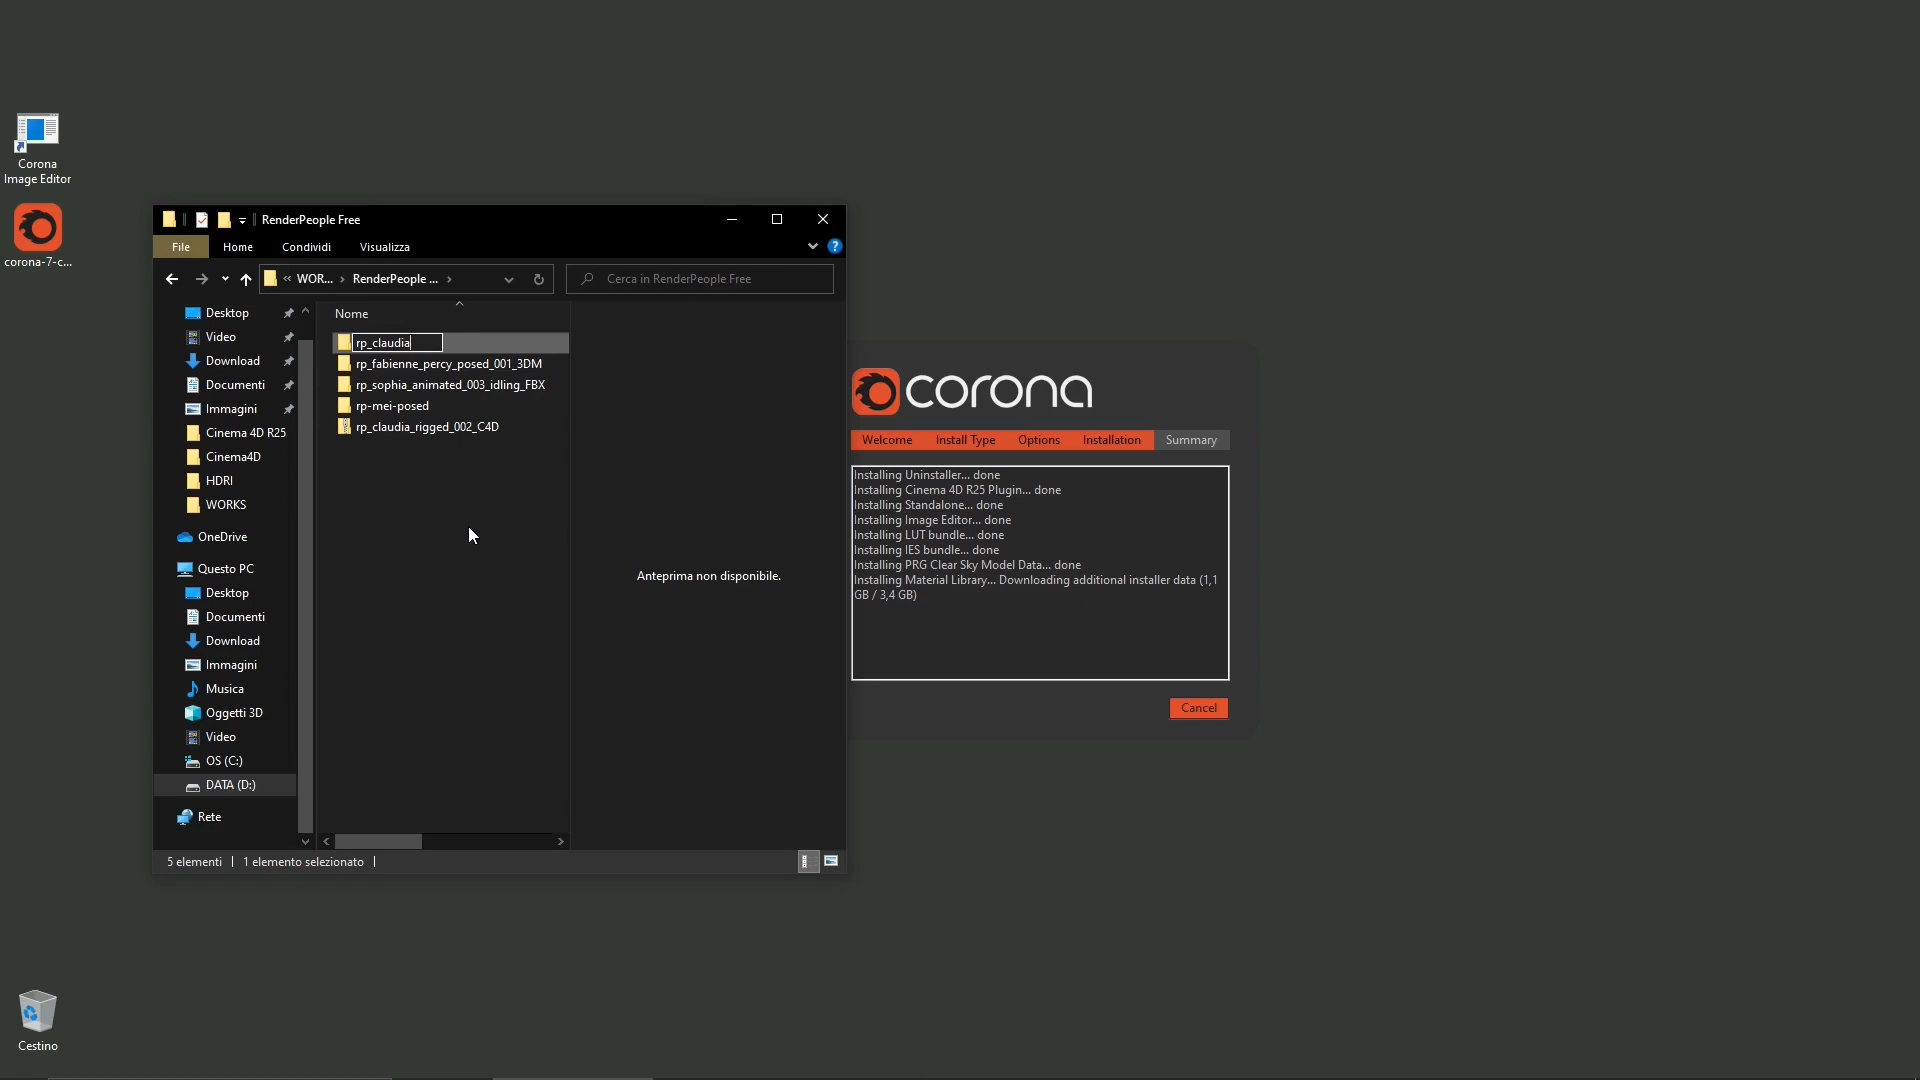 Corona
Image Editor
corona-7-c...
RenderPeople Free
File
Home
Condividi
Visualizza
?
« WOR... › RenderPeople ... ›
Cerca in RenderPeople Free
Desktop
Video
Download
Documenti
Immagini
Cinema 4D R25
Cinema4D
HDRI
WORKS
OneDrive
Questo PC
Desktop
Documenti
Download
Immagini
Musica
Oggetti 3D
Video
OS (C:)
DATA (D:)
Rete
Nome
rp_claudia
rp_fabienne_percy_posed_001_3DM
rp_sophia_animated_003_idling_FBX
rp-mei-posed
rp_claudia_rigged_002_C4D
Anteprima non disponibile.
5 elementi
1 elemento selezionato
corona
Welcome
Install Type
Options
Installation
Summary
Installing Uninstaller... done
Installing Cinema 4D R25 Plugin... done
Installing Standalone... done
Installing Image Editor... done
Installing LUT bundle... done
Installing IES bundle... done
Installing PRG Clear Sky Model Data... done
Installing Material Library... Downloading additional installer data (1,1
GB / 3,4 GB)
Cancel
Cestino